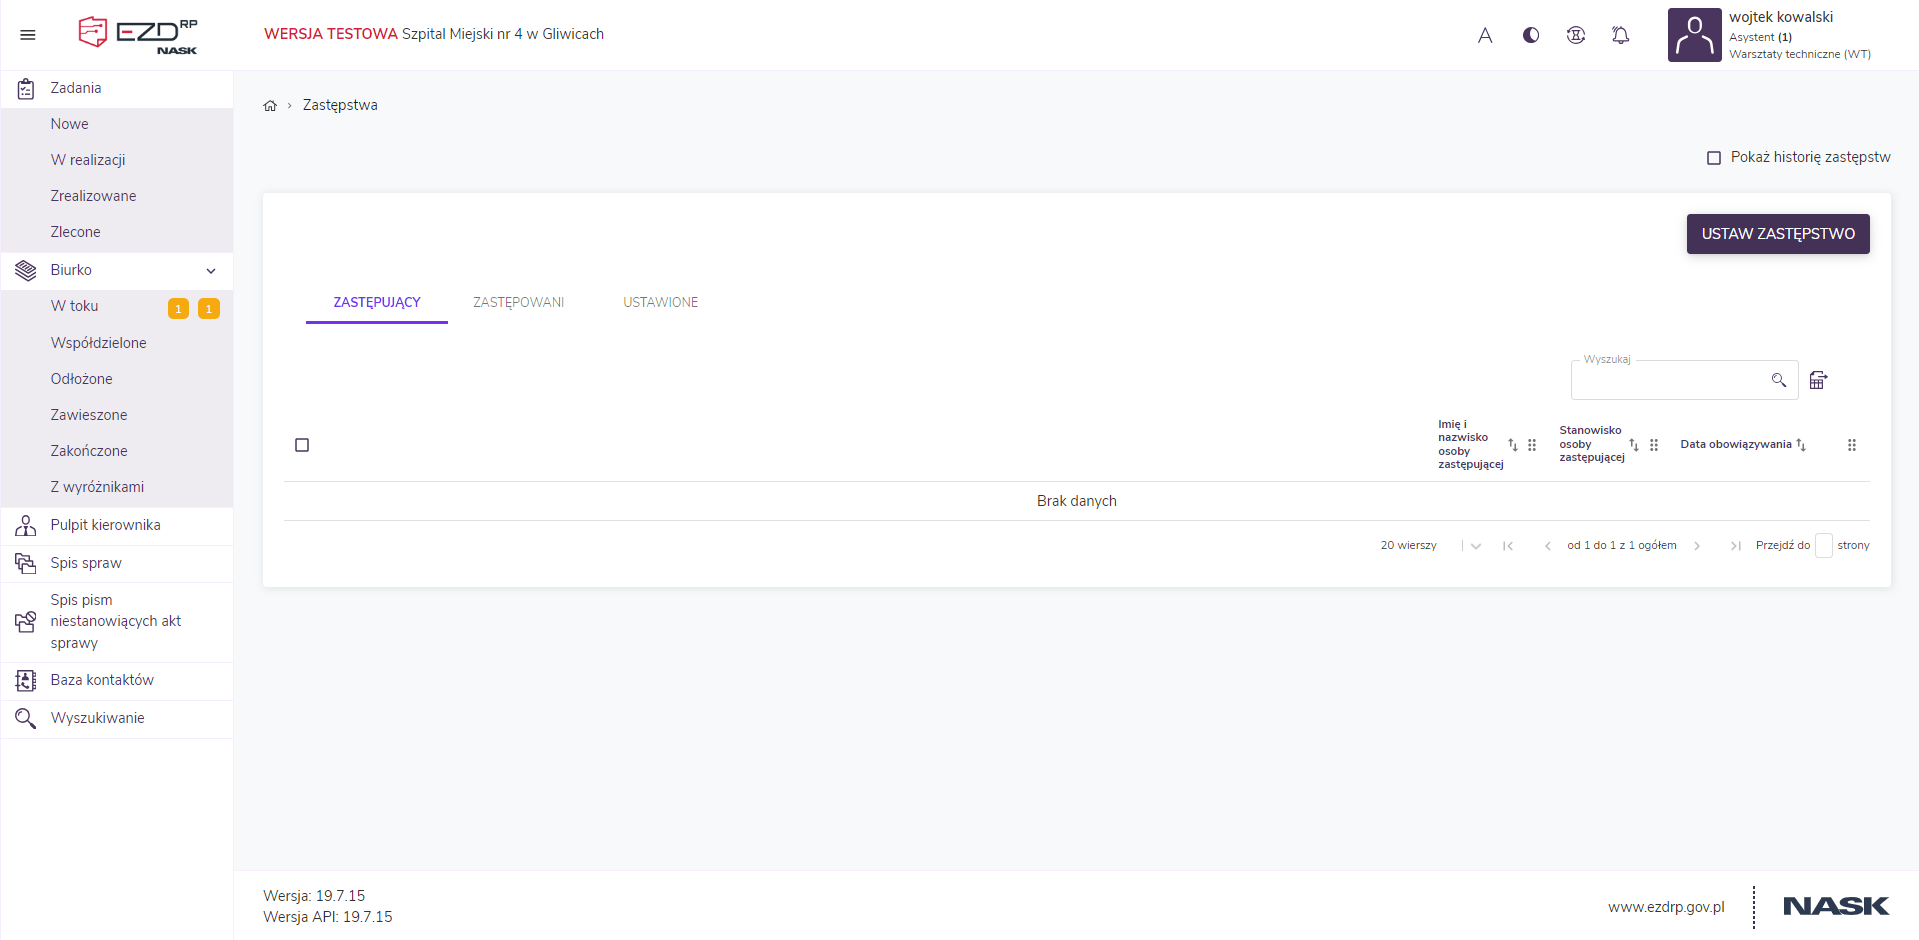 EZD RP
NASK
WERSJA TESTOWA Szpital Miejski nr 4 w Gliwicach
A
wojtek kowalski
Asystent (1)
Warsztaty techniczne (WT)
Zadania
Nowe
W realizacji
Zrealizowane
Zlecone
Biurko
W toku 1 1
Współdzielone
Odłożone
Zawieszone
Zakończone
Z wyróżnikami
Pulpit kierownika
Spis spraw
Spis pism
niestanowiących akt
sprawy
Baza kontaktów
Wyszukiwanie
Zastępstwa
Pokaż historię zastępstw
USTAW ZASTĘPSTWO
ZASTĘPUJĄCY ZASTĘPOWANI USTAWIONE
Wyszukaj
Imię i
nazwisko
osoby
zastępującej
Stanowisko
osoby
zastępującej
Data obowiązywania
Brak danych
20 wierszy od 1 do 1 z 1 ogółem Przejdź do strony
Wersja: 19.7.15
Wersja API: 19.7.15
www.ezdrp.gov.pl
NASK